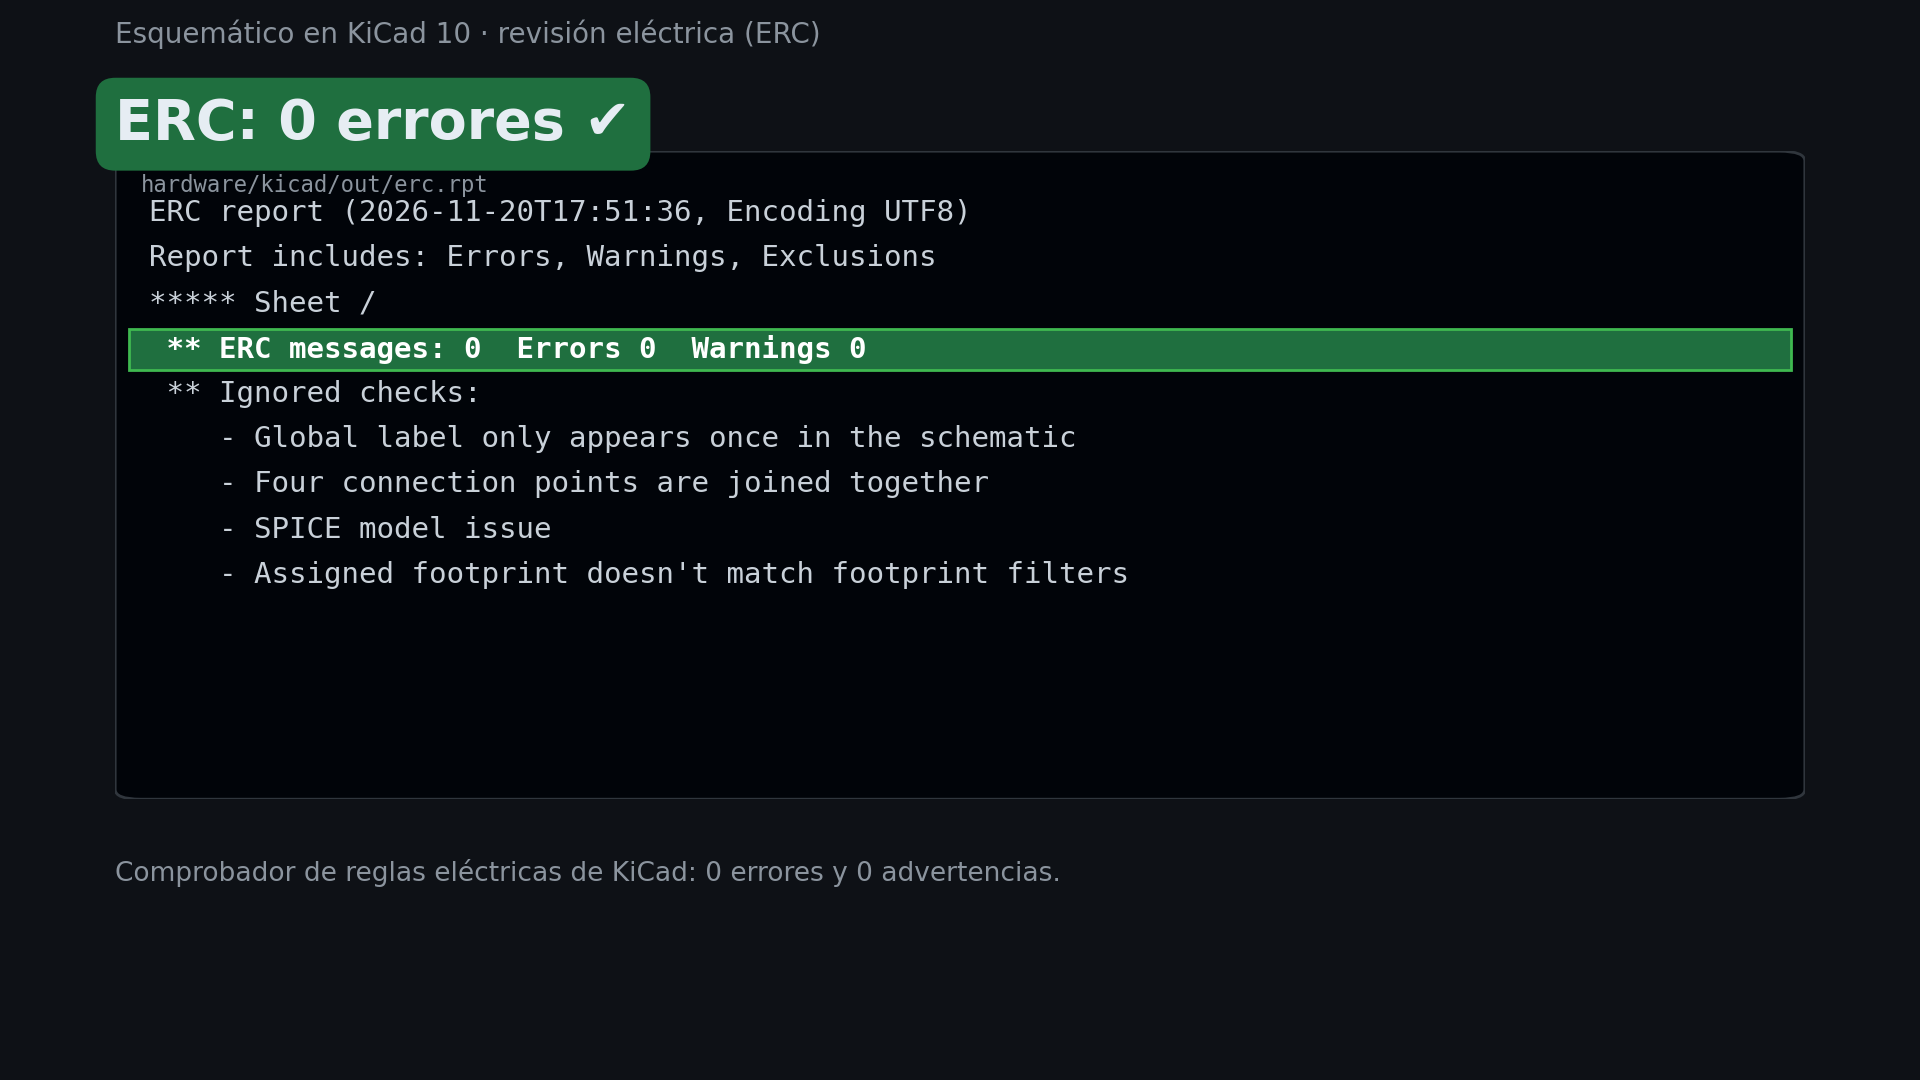 Esquemático en KiCad 10 · revisión eléctrica (ERC)
ERC: 0 errores ✔
hardware/kicad/out/erc.rpt
ERC report (2026-11-20T17:51:36, Encoding UTF8)
Report includes: Errors, Warnings, Exclusions
***** Sheet /
** ERC messages: 0  Errors 0  Warnings 0
** Ignored checks:
- Global label only appears once in the schematic
- Four connection points are joined together
- SPICE model issue
- Assigned footprint doesn't match footprint filters
Comprobador de reglas eléctricas de KiCad: 0 errores y 0 advertencias.